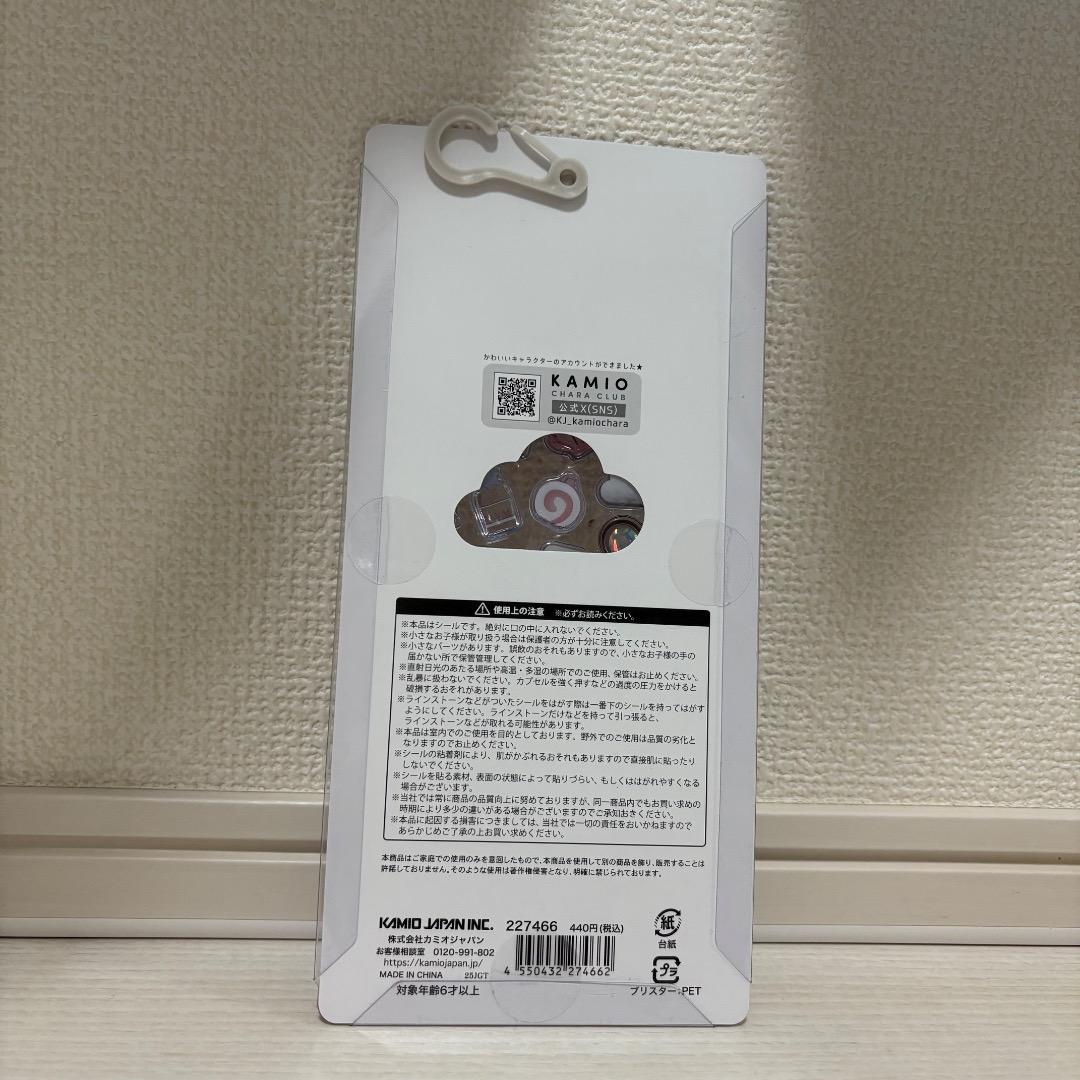 かわいいキャラクターのアカウントができました★
KAMIO
CHARA CLUB
公式X(SNS)
@KJ_kamiochara
使用上の注意 ※必ずお読みください。
※本品はシールです。絶対に口の中に入れないでください。
※小さなお子様が取り扱う場合は保護者の方が十分に注意してください。
※小さなパーツがあります。誤飲のおそれもありますので、小さなお子様の手の
届かない所で保管管理してください。
※直射日光のあたる場所や高温・多湿の場所でのご使用、保管はお止めください。
※乱暴に扱わないでください。カプセルを強く押すなどの過度の圧力をかけると
破損するおそれがあります。
※ラインストーンなどがついたシールをはがす際は一番下のシールを持ってはがす
ようにしてください。ラインストーンだけなどを持って引っ張ると、
ラインストーンなどが取れる可能性があります。
※本品は室内でのご使用を目的としております。野外でのご使用は品質の劣化と
なりますのでお止めください。
※シールの粘着剤により、肌がかぶれるおそれもありますので直接肌に貼ったり
しないでください。
※シールを貼る素材、表面の状態によって貼りづらい、もしくははがれやすくなる
場合がございます。
※当社では常に商品の品質向上に努めておりますが、同一商品内でもお買い求めの
時期により多少の違いがある場合がございますのでご承知おきください。
※本品に起因する損害につきましては、当社では一切の責任をおいかねますので
あらかじめご了承の上お買い求めください。
本商品はご家庭での使用のみを意図したもので、本商品を使用して別の商品を飾り、販売することは
許諾しておりません。そのような使用は著作権侵害となり、明確に禁じられております。
KAMIO JAPAN INC. 227466 440円(税込)
株式会社カミオジャパン
お客様相談室 0120-991-802
https://kamiojapan.jp/
MADE IN CHINA 25JGT
4 550432 274662
対象年齢6才以上
紙
台紙
プラ
ブリスター:PET